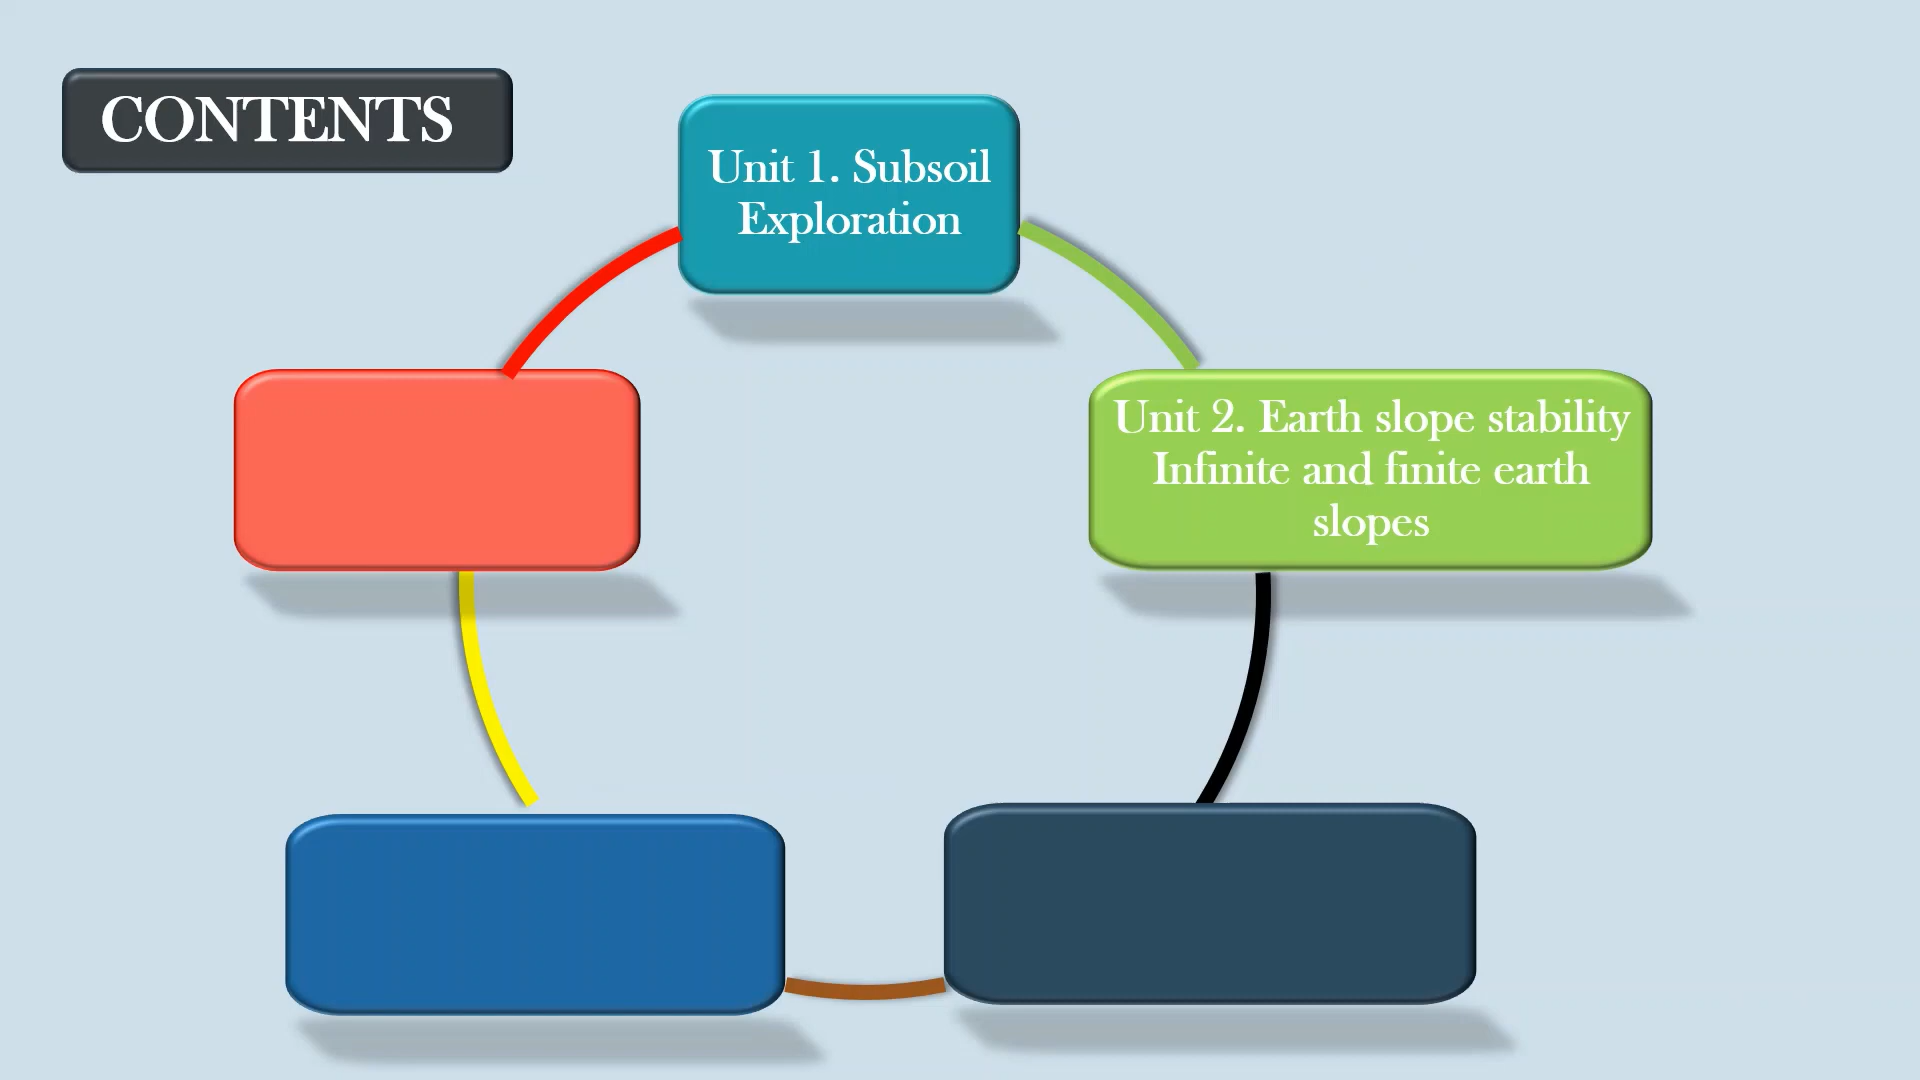 CONTENTS
Unit 1. Subsoil
Exploration
Unit 2. Earth slope stability
Infinite and finite earth
slopes